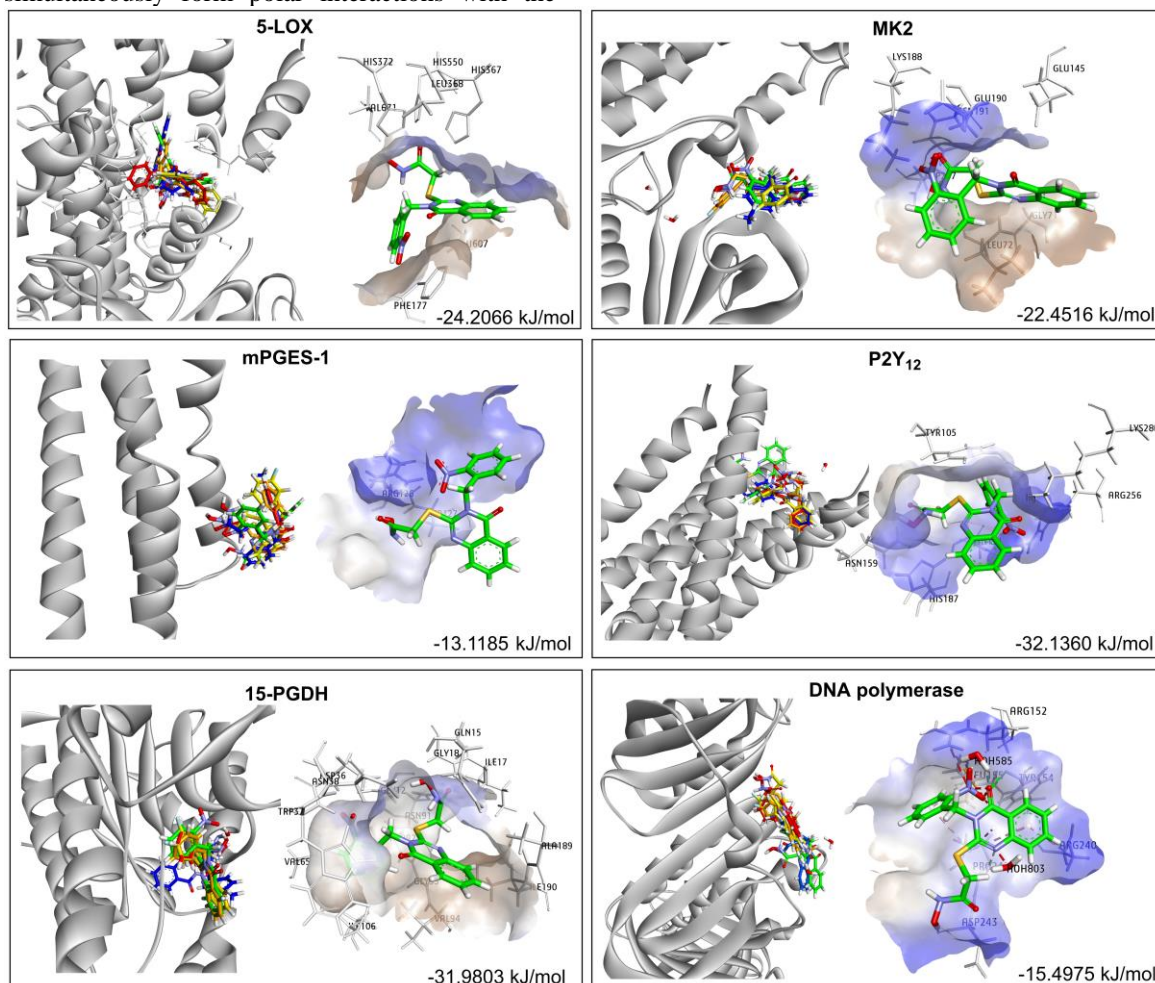 simultaneously form polar interactions with the
5-LOX
HIS372
HIS550
HIS367
LEU368
PHE177
-24.2066 kJ/mol
MK2
LYS188
GLU145
GLU190
LEU72
-22.4516 kJ/mol
mPGES-1
-13.1185 kJ/mol
P2Y12
TYR105
ARG256
ASN159
HIS187
-32.1360 kJ/mol
15-PGDH
GLN15
GLY18
ILE17
ASN91
ALA189
VAL65
VAL94
-31.9803 kJ/mol
DNA polymerase
ARG152
HOH585
ARG240
HOH803
ASP243
-15.4975 kJ/mol